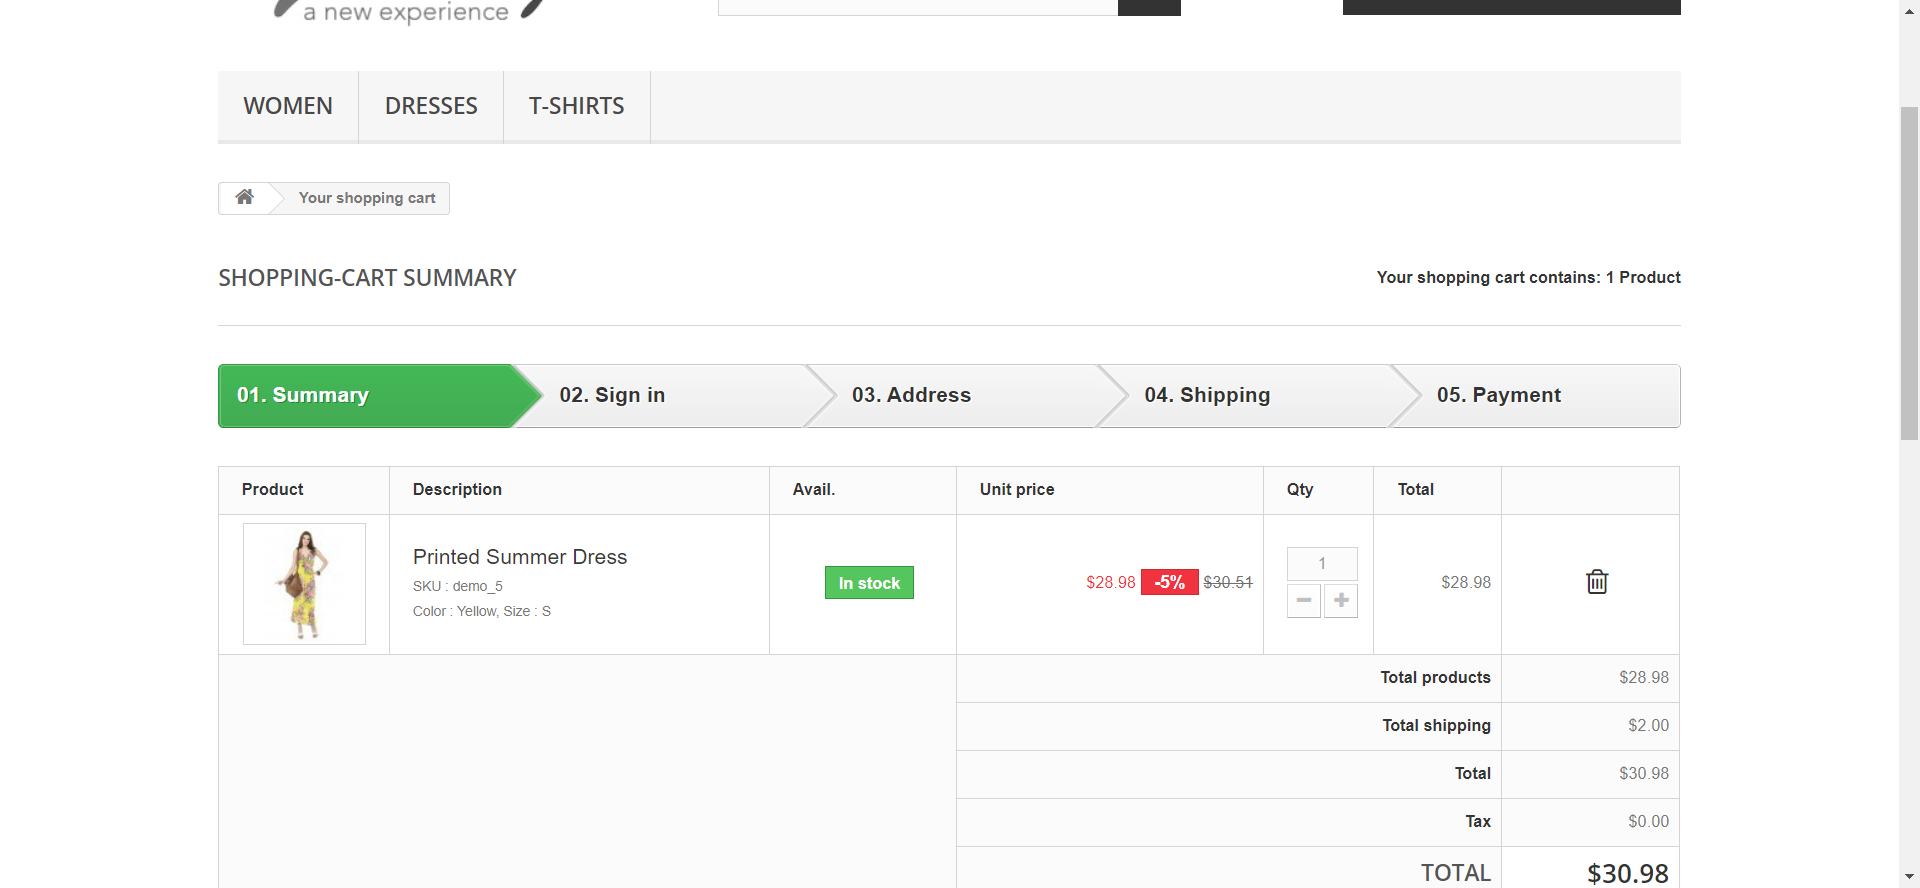 a new experience
WOMEN
DRESSES
T-SHIRTS
Your shopping cart
SHOPPING-CART SUMMARY
Your shopping cart contains: 1 Product
01. Summary
02. Sign in
03. Address
04. Shipping
05. Payment
Product
Description
Avail.
Unit price
Qty
Total
Printed Summer Dress
SKU : demo_5
Color : Yellow, Size : S
In stock
$28.98 -5% $30.51
1
$28.98
Total products $28.98
Total shipping $2.00
Total $30.98
Tax $0.00
TOTAL $30.98